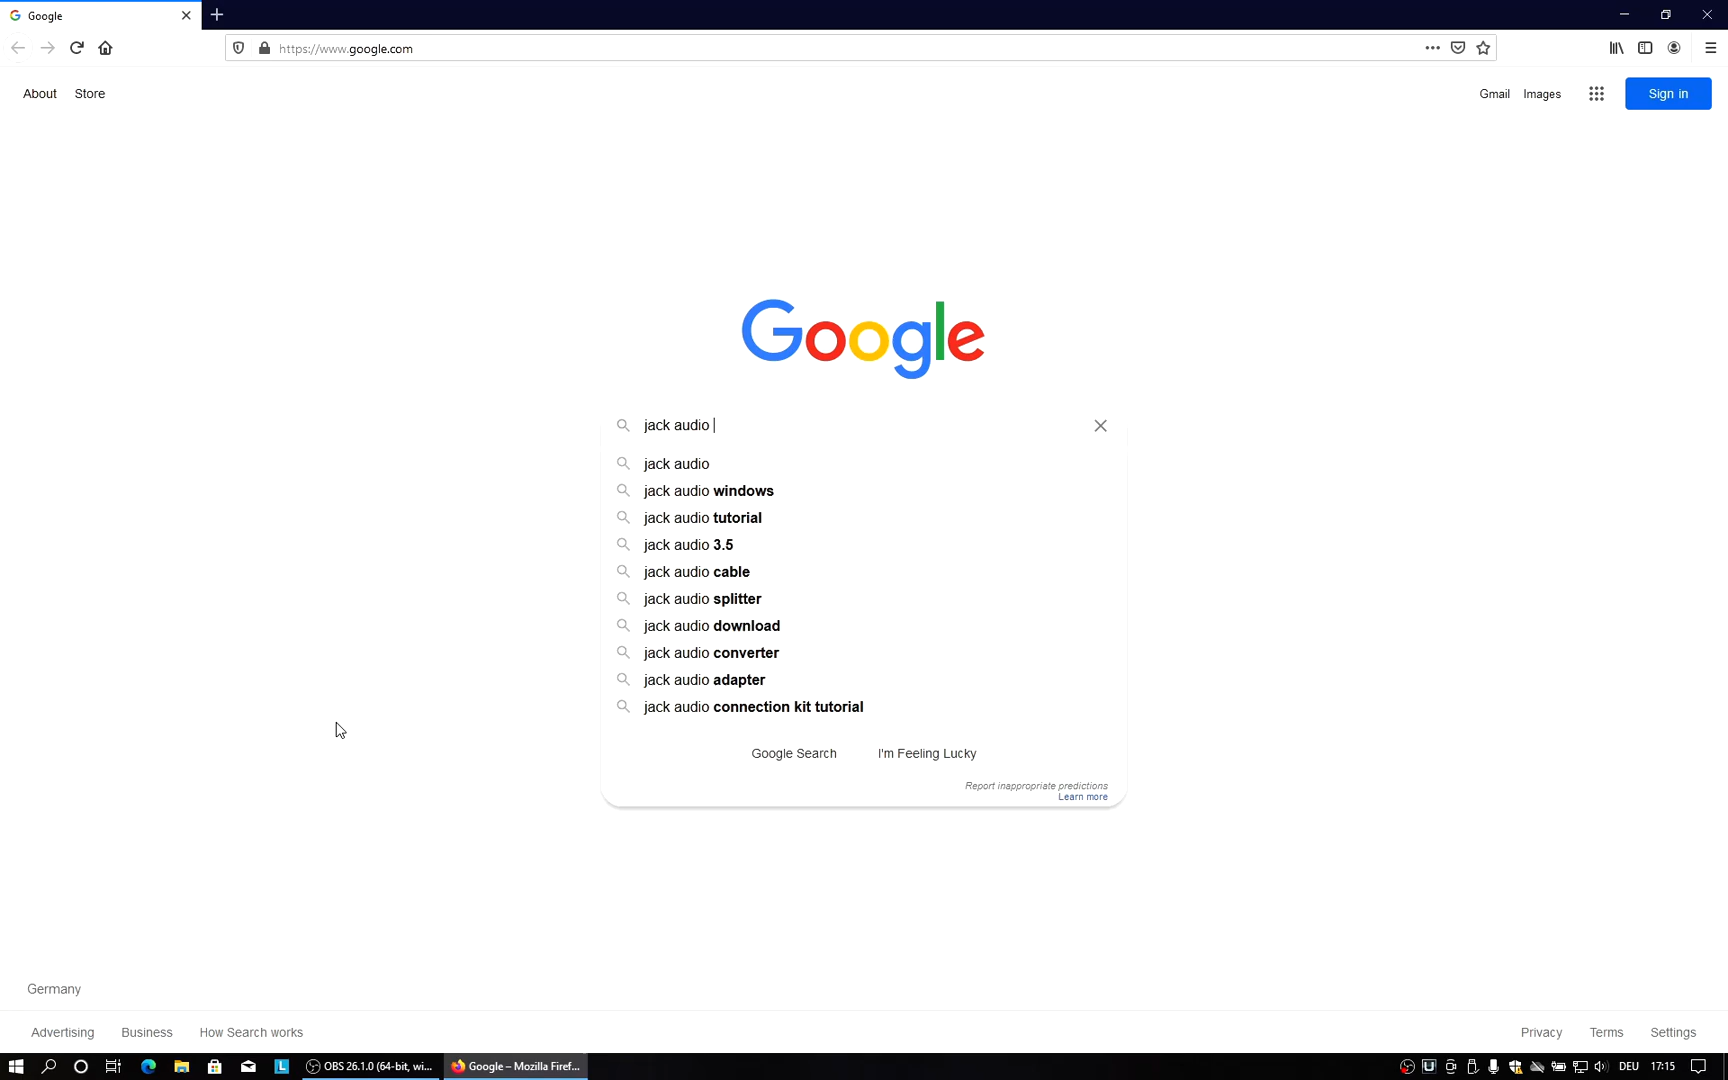 Google
https://www.google.com
About Store
Gmail Images Sign in
Google
jack audio
jack audio
jack audio windows
jack audio tutorial
jack audio 3.5
jack audio cable
jack audio splitter
jack audio download
jack audio converter
jack audio adapter
jack audio connection kit tutorial
Google Search I'm Feeling Lucky
Report inappropriate predictions
Learn more
Germany
Advertising Business How Search works Privacy Terms Settings
L OBS 26.1.0 (64-bit, wi... Google – Mozilla Firef... DEU 17:15